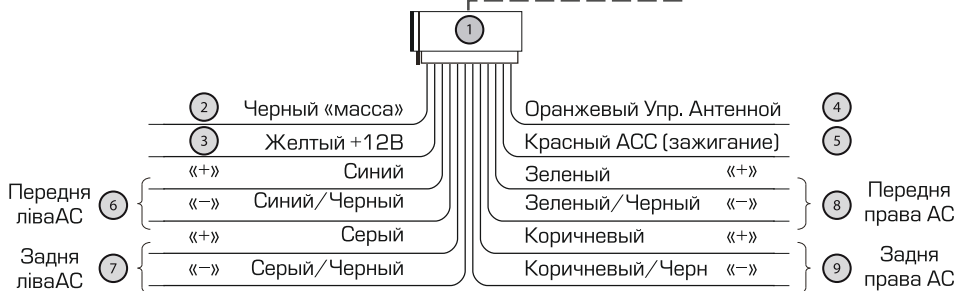 1
2 Черный «масса»
Оранжевый Упр. Антенной 4
3 Желтый +12В
Красный АСС (зажигание) 5
«+» Синий
Зеленый «+»
Передня
ліваАС
6
«–» Синий/Черный
Зеленый/Черный «–»
8
Передня
права АС
«+» Серый
Коричневый «+»
Задня
ліваАС
7
«–» Серый/Черный
Коричневый/Черн «–»
9
Задня
права АС